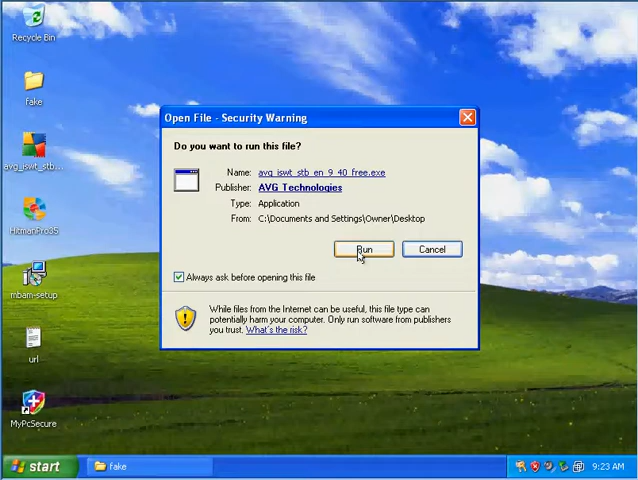 Recycle Bin
fake
avg_iswt_stb...
HitmanPro35
mbam-setup
url
MyPcSecure
Open File - Security Warning
Do you want to run this file?
Name: avg_iswt_stb_en_9_40_free.exe
Publisher: AVG Technologies
Type: Application
From: C:\Documents and Settings\Owner\Desktop
Run Cancel
Always ask before opening this file
While files from the Internet can be useful, this file type can
potentially harm your computer. Only run software from publishers
you trust. What's the risk?
start fake 9:23 AM